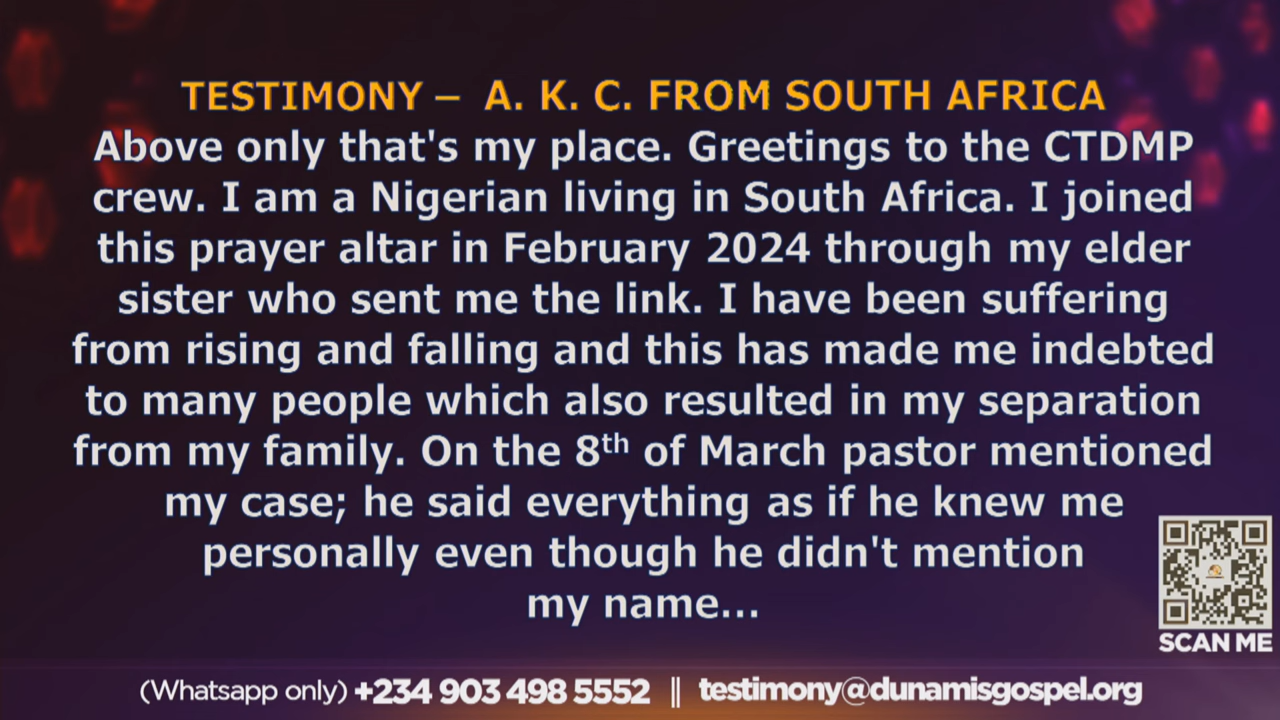 TESTIMONY – A. K. C. FROM SOUTH AFRICA
Above only that's my place. Greetings to the CTDMP
crew. I am a Nigerian living in South Africa. I joined
this prayer altar in February 2024 through my elder
sister who sent me the link. I have been suffering
from rising and falling and this has made me indebted
to many people which also resulted in my separation
from my family. On the 8th of March pastor mentioned
my case; he said everything as if he knew me
personally even though he didn't mention
my name...
SCAN ME
(Whatsapp only) +234 903 498 5552 || testimony@dunamisgospel.org